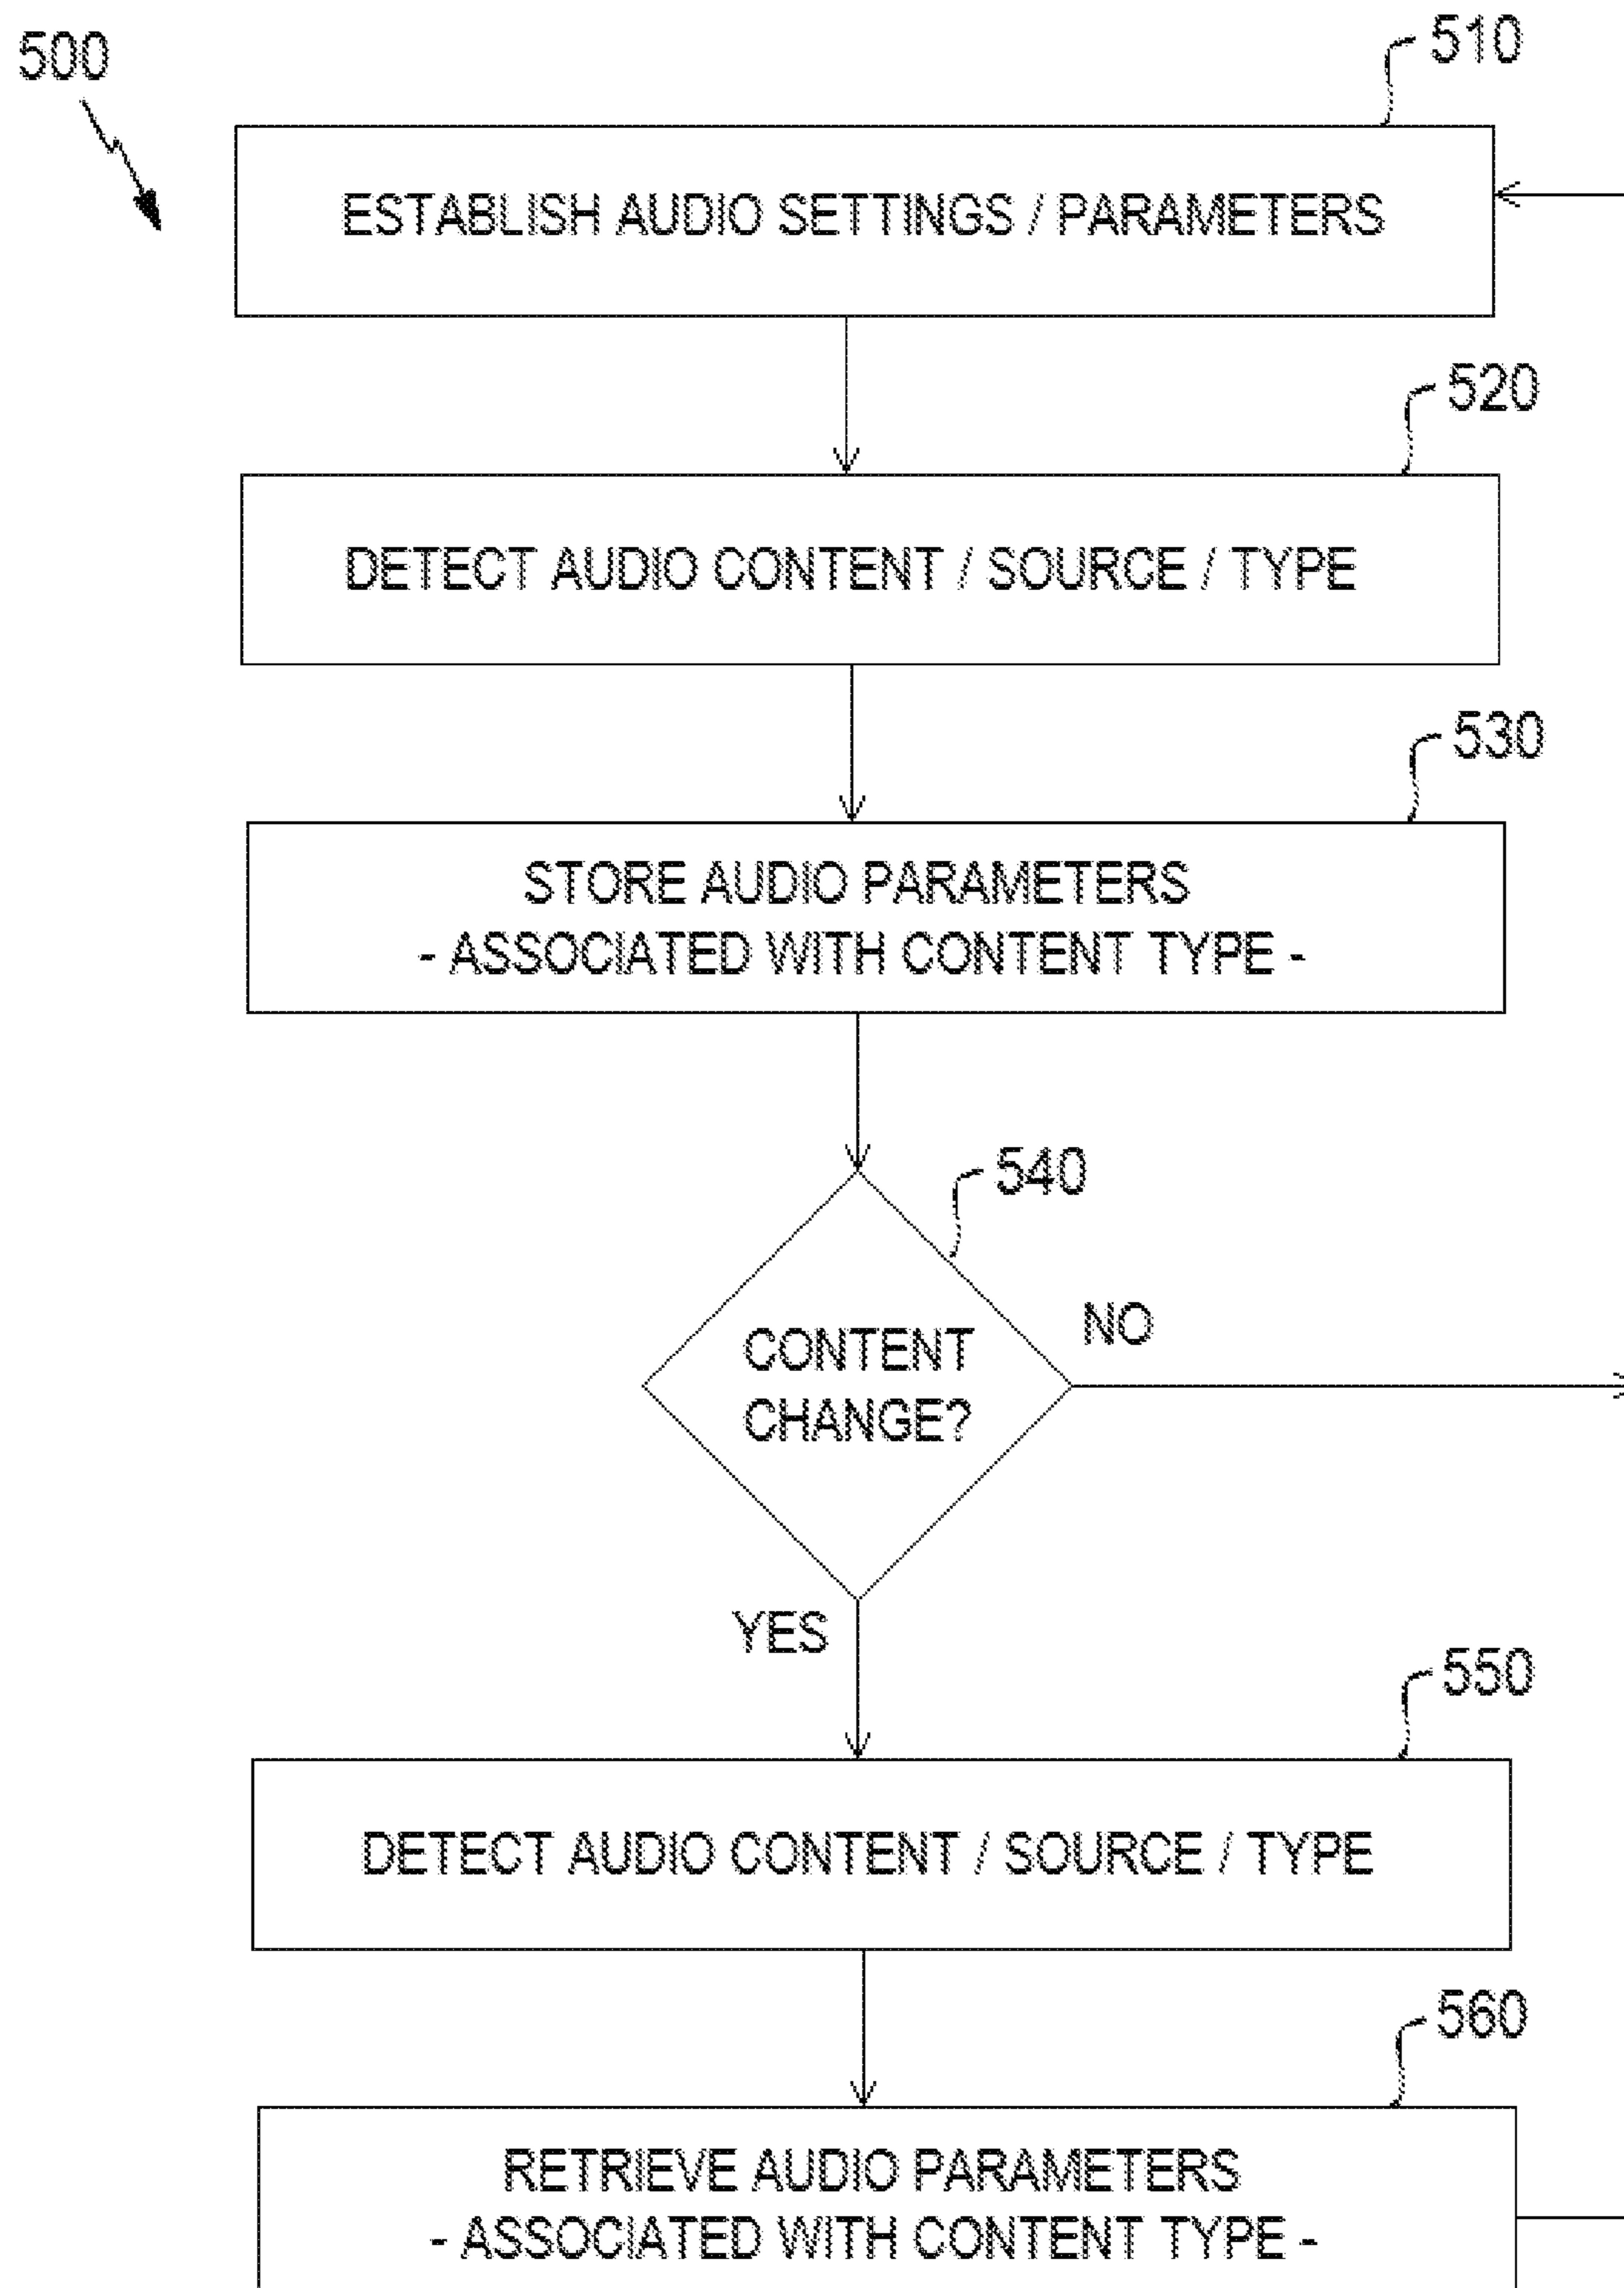 500
510
ESTABLISH AUDIO SETTINGS / PARAMETERS
520
DETECT AUDIO CONTENT / SOURCE / TYPE
530
STORE AUDIO PARAMETERS
- ASSOCIATED WITH CONTENT TYPE -
540
CONTENT
CHANGE?
NO
YES
550
DETECT AUDIO CONTENT / SOURCE / TYPE
560
RETRIEVE AUDIO PARAMETERS
- ASSOCIATED WITH CONTENT TYPE -